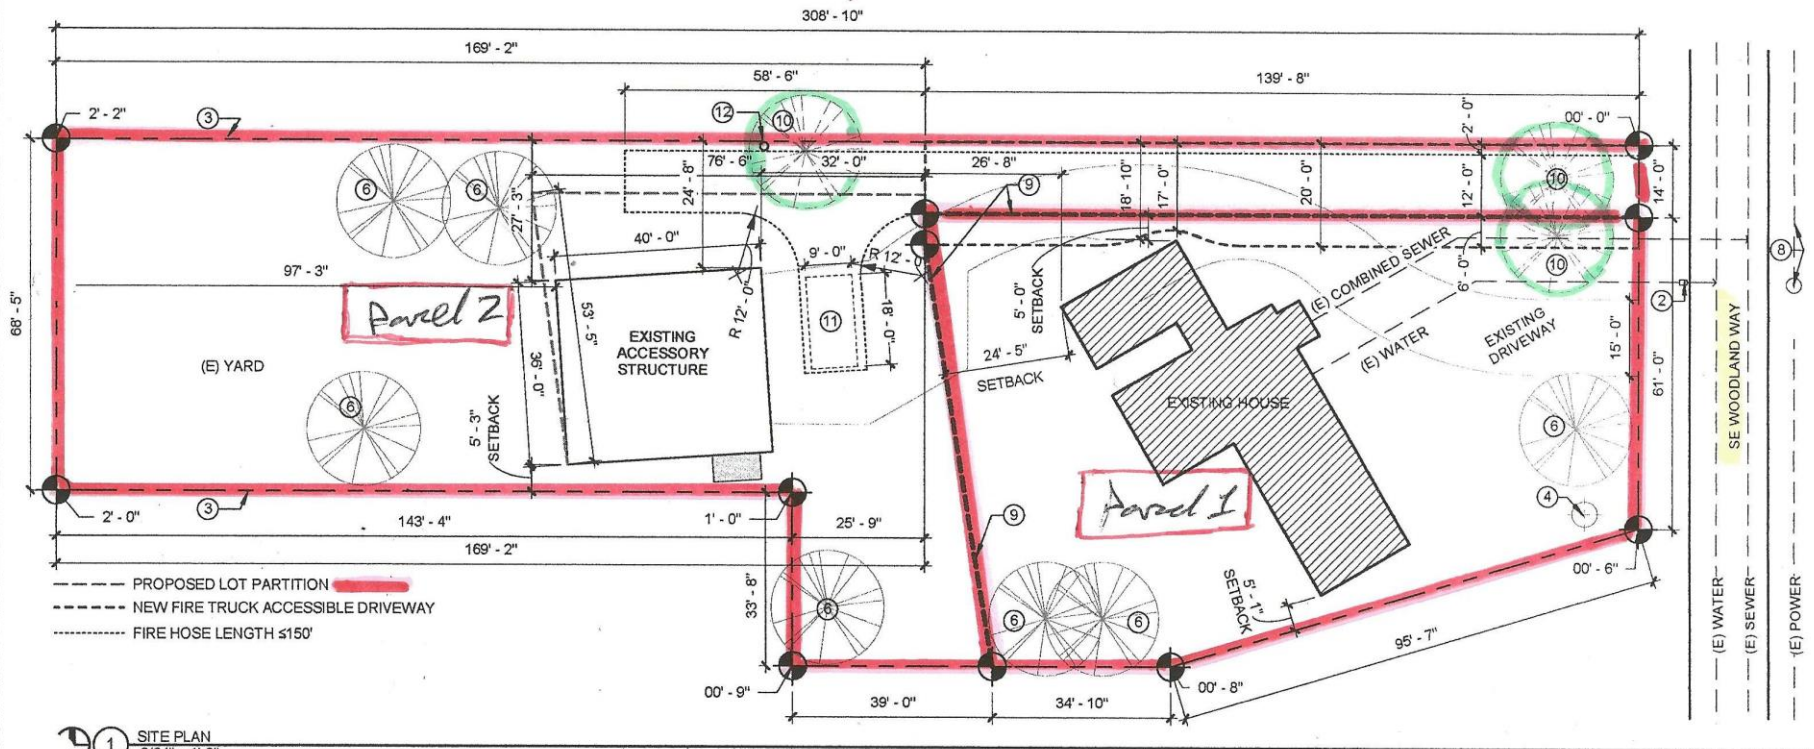 308' - 10"
169' - 2"
58' - 6"
139' - 8"
2' - 2"
3
12
10
2' - 0"
00' - 0"
76' - 6"
32' - 0"
26' - 8"
9
24' - 8"
18' - 10"
17' - 0"
20' - 0"
12' - 0"
14' - 0"
10
6
6
27' - 3"
40' - 0"
9' - 0"
R 12' - 0"
R 12' - 0"
10
8
97' - 3"
68' - 5"
Parcel 2
53' - 5"
36' - 0"
EXISTING
ACCESSORY
STRUCTURE
11
18' - 0"
5' - 0"
SETBACK
24' - 5"
SETBACK
(E) COMBINED SEWER
6' - 0"
(E) WATER
EXISTING
DRIVEWAY
15' - 0"
61' - 0"
2
SE WOODLAND WAY
(E) YARD
6
5' - 3"
SETBACK
EXISTING HOUSE
6
Parcel 1
4
2' - 0"
3
143' - 4"
1' - 0"
25' - 9"
9
169' - 2"
00' - 6"
PROPOSED LOT PARTITION
NEW FIRE TRUCK ACCESSIBLE DRIVEWAY
FIRE HOSE LENGTH ≤150'
33' - 8"
6
6
6
5' - 1"
SETBACK
95' - 7"
00' - 9"
39' - 0"
34' - 10"
00' - 8"
(E) WATER
(E) SEWER
(E) POWER
1
SITE PLAN